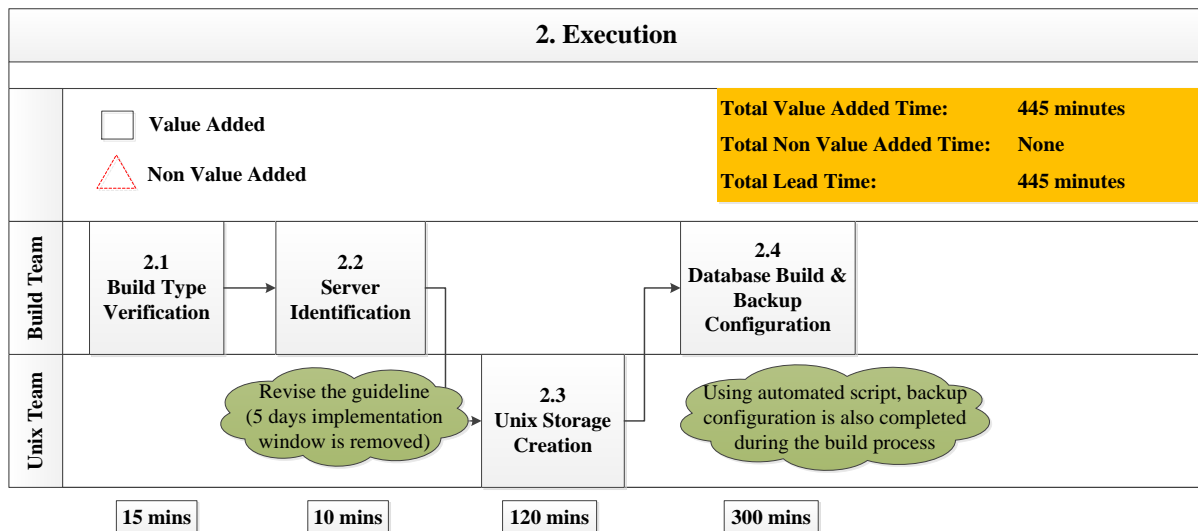 2. Execution
Value Added
Non Value Added
Total Value Added Time: 445 minutes
Total Non Value Added Time: None
Total Lead Time: 445 minutes
Build Team
2.1
Build Type
Verification
2.2
Server
Identification
2.4
Database Build &
Backup
Configuration
Unix Team
Revise the guideline
(5 days implementation
window is removed)
2.3
Unix Storage
Creation
Using automated script, backup
configuration is also completed
during the build process
15 mins
10 mins
120 mins
300 mins